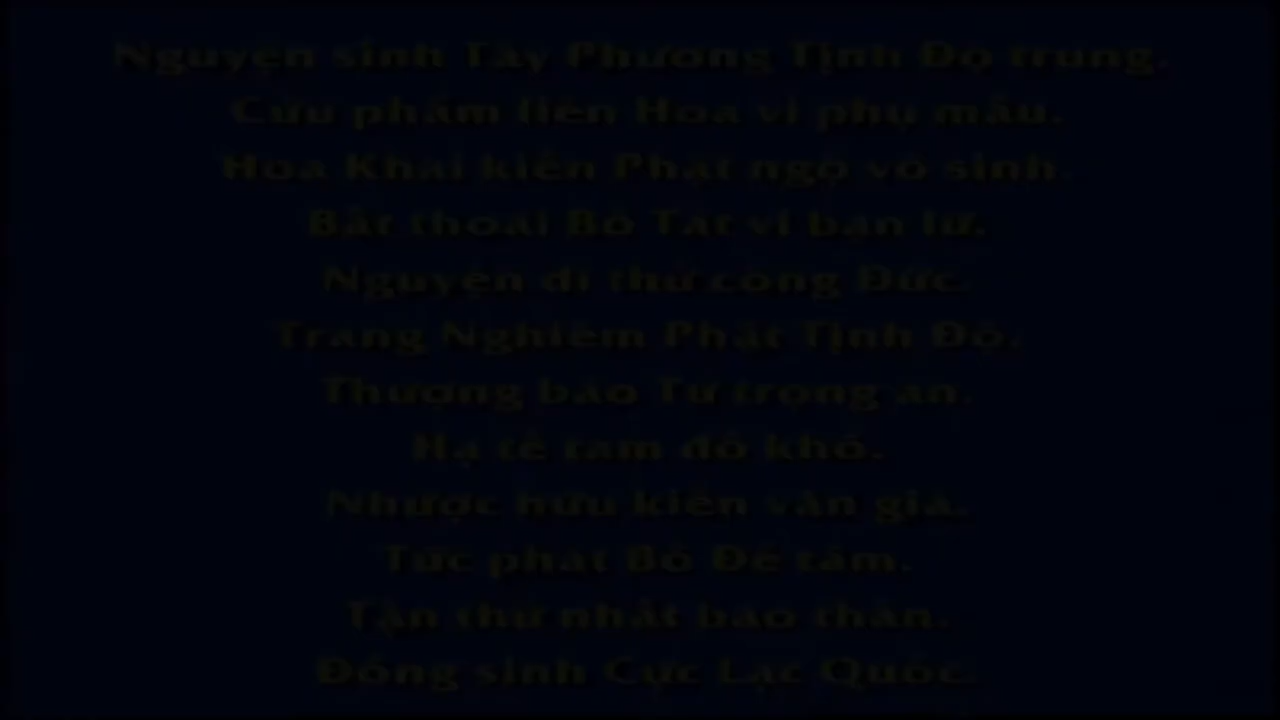 Nguyện sinh Tây Phương Tịnh Độ trung.
Cửu phẩm liên Hoa vi phụ mẫu.
Hoa Khai kiến Phật ngộ vô sinh.
Bất thoái Bồ Tát vi bạn lữ.
Nguyện dĩ thử công Đức.
Trang Nghiêm Phật Tịnh Độ.
Thượng báo Tứ trọng ân.
Hạ tế tam đồ khổ.
Nhược hữu kiến văn giả.
Tức phát Bồ Đề tâm.
Tận thử nhất báo thân.
Đồng sinh Cực Lạc Quốc.